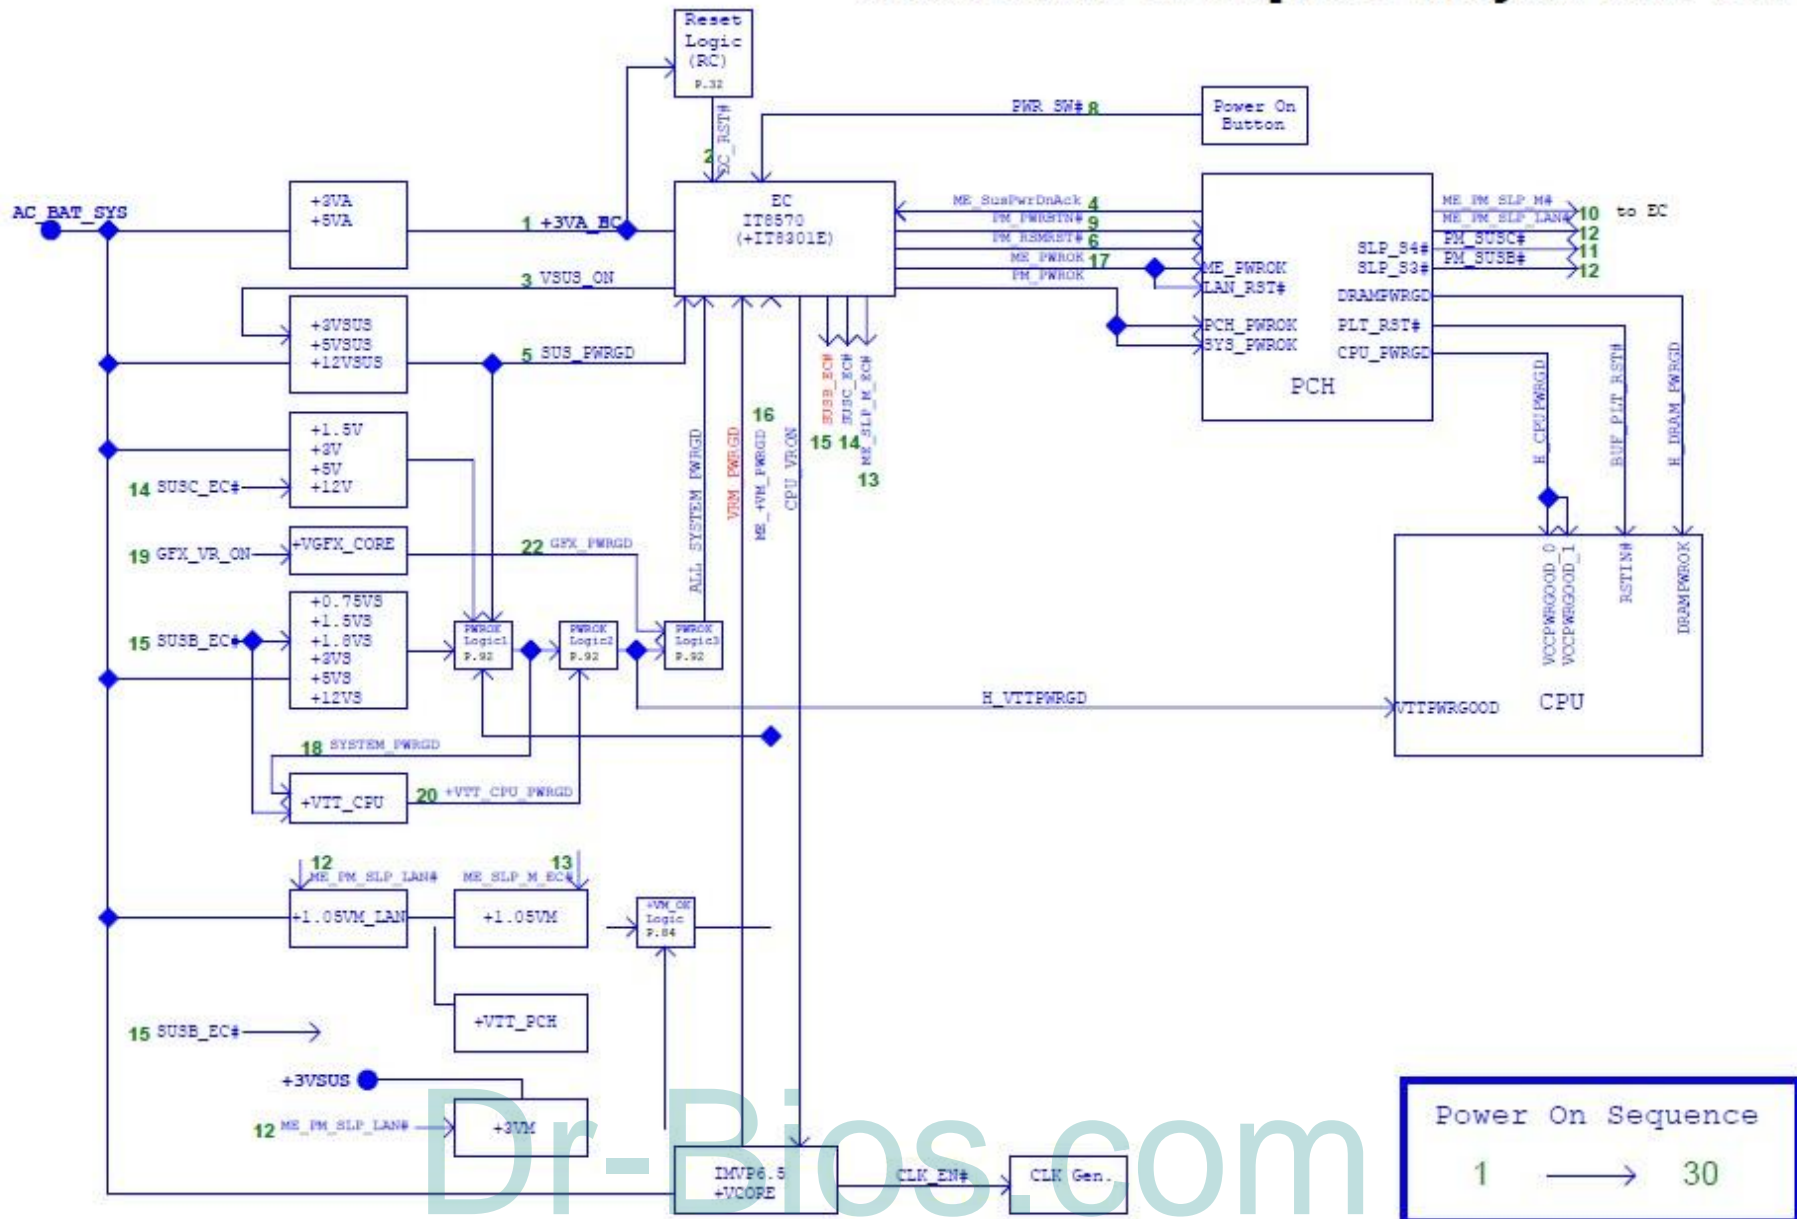 Reset
Logic
(RC)
P.32
EC_RST#
2
PWR_SW# 8
Power On
Button
AC_BAT_SYS
+3VA
+5VA
1 +3VA_EC
EC
IT8570
(+IT8301E)
ME_SusPwrDnAck 4
PM_PWRBTN# 9
PM_RSMRST# 6
ME_PWROK 17
PM_PWROK
ME_PWROK
LAN_RST#
PCH_PWROK
SYS_PWROK
PCH
SLP_S4#
SLP_S3#
DRAMPWRGD
PLT_RST#
CPU_PWRGD
ME_PM_SLP_M# 10 to EC
ME_PM_SLP_LAN# 12
PM_SUSC# 11
PM_SUSB# 12
3 VSUS_ON
+3VSUS
+5VSUS
+12VSUS
5 SUS_PWRGD
+1.5V
+3V
+5V
+12V
14 SUSC_EC#
19 GFX_VR_ON
+VGFX_CORE
22 GFX_PWRGD
+0.75VS
+1.5VS
+1.8VS
+3VS
+5VS
+12VS
15 SUSB_EC#
PWROK
Logic1
P.92
PWROK
Logic2
P.92
PWROK
Logic3
P.92
ALL_SYSTEM_PWRGD
VRM_PWRGD
16
ME_+VM_PWRGD
CPU_VRON
SUSB_EC#
15
SUSC_EC#
14
ME_SLP_M_EC#
13
H_CPUPWRGD
BUF_PLT_RST#
H_DRAM_PWRGD
VCCPWRGOOD_0
VCCPWRGOOD_1
RSTIN#
DRAMPWROK
CPU
VTTPWRGOOD
H_VTTPWRGD
18 SYSTEM_PWRGD
+VTT_CPU
20 +VTT_CPU_PWRGD
12
ME_PM_SLP_LAN#
13
ME_SLP_M_EC#
+1.05VM_LAN
+1.05VM
+VM_OK
Logic
P.84
+VTT_PCH
15 SUSB_EC#
+3VSUS
12 ME_PM_SLP_LAN#
+3VM
IMVP6.5
+VCORE
CLK_EN#
CLK Gen.
Power On Sequence
1 30
Dr-Bios.com